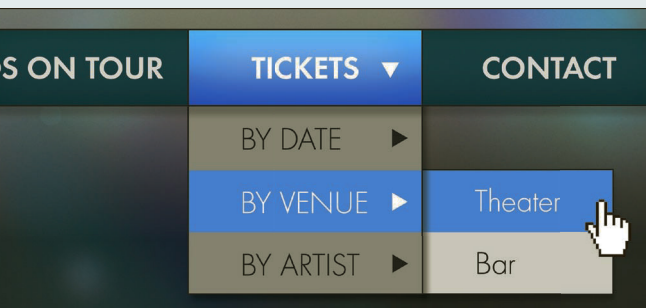 ON TOUR
TICKETS
CONTACT
BY DATE
BY VENUE
Theater
BY ARTIST
Bar